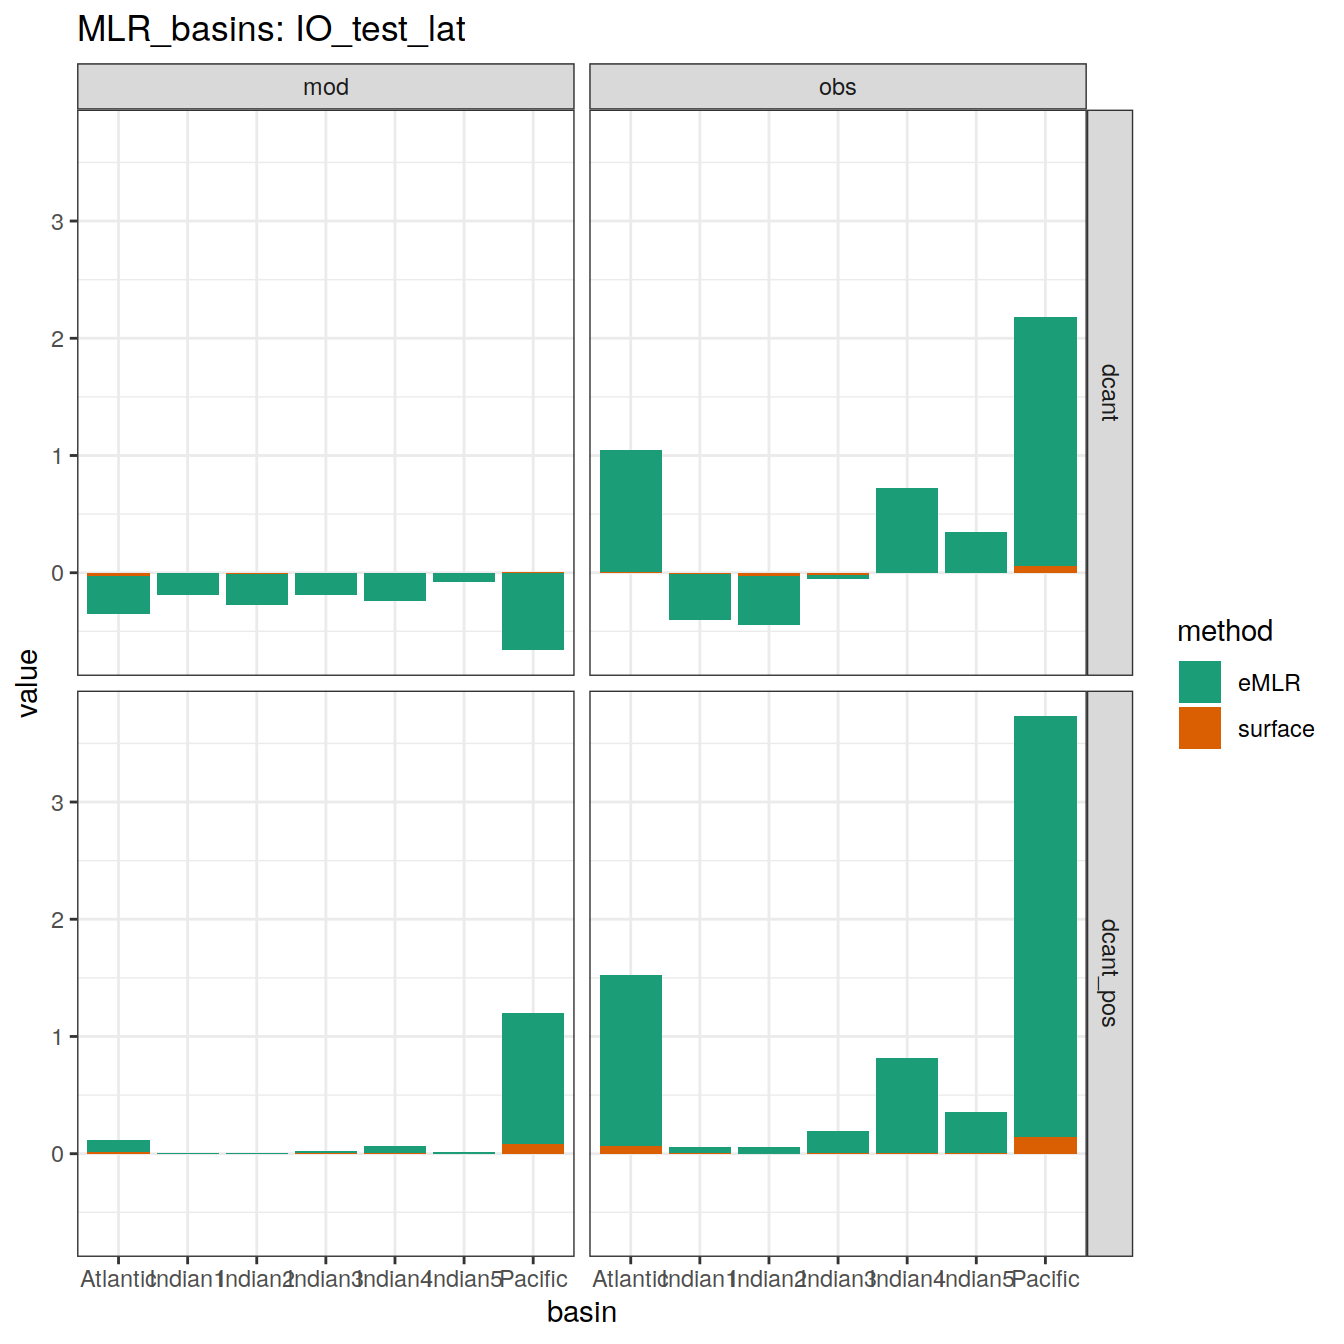 MLR_basins: IO_test_lat
mod
obs
3
2
1
0
dcant
value
3
2
1
0
dcant_pos
Atlantic Indian1 Indian2 Indian3 Indian4 Indian5 Pacific
Atlantic Indian1 Indian2 Indian3 Indian4 Indian5 Pacific
basin
method
eMLR
surface